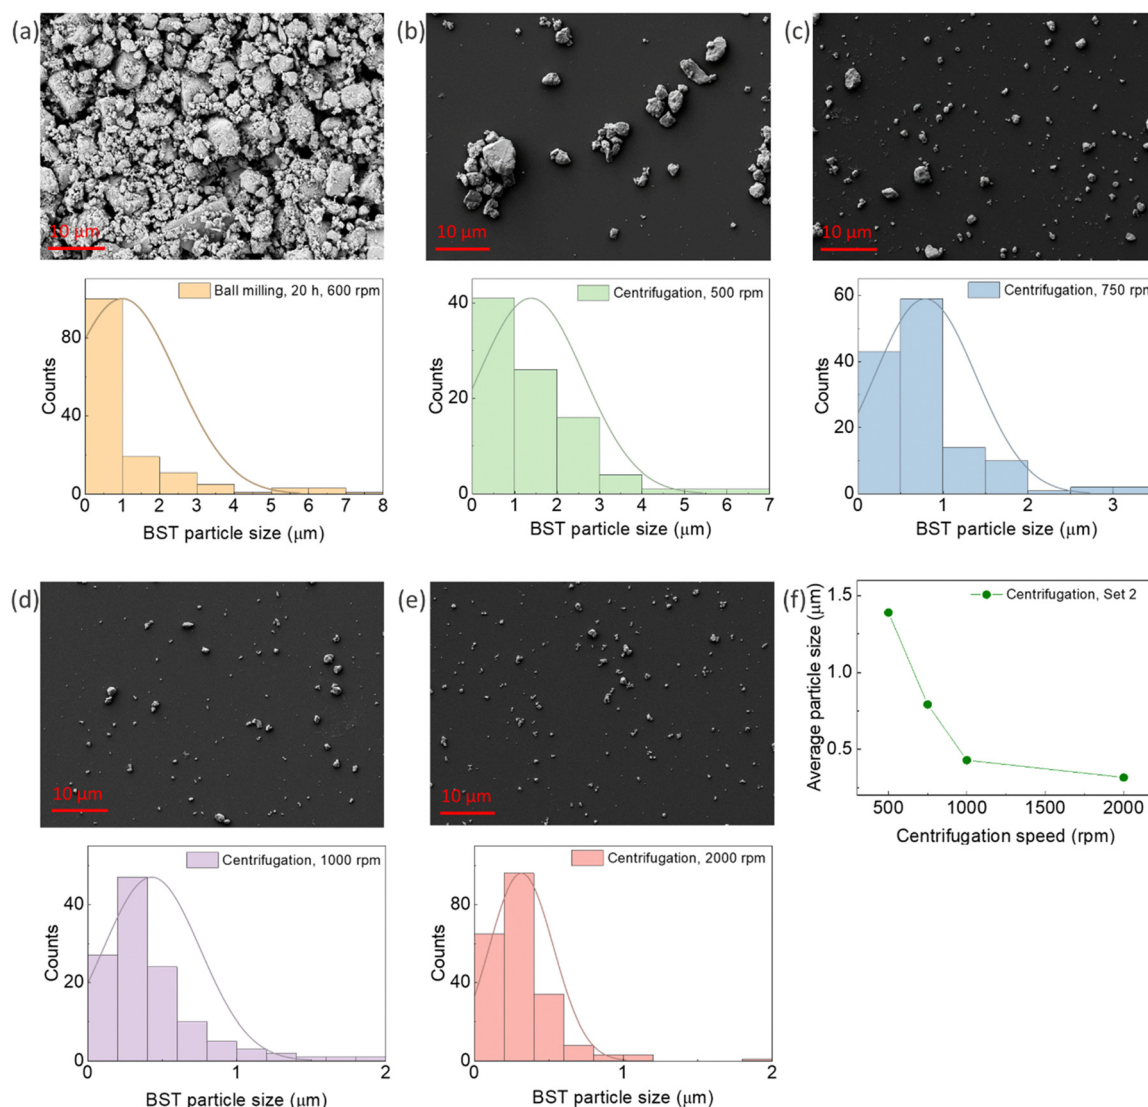 (a)
10 μm
(b)
10 μm
(c)
10 μm
Ball milling, 20 h, 600 rpm
Counts
80
40
0
0 1 2 3 4 5 6 7 8
BST particle size (μm)
Centrifugation, 500 rpm
Counts
40
20
0
0 1 2 3 4 5 6 7
BST particle size (μm)
Centrifugation, 750 rpm
Counts
60
40
20
0
0 1 2 3
BST particle size (μm)
(d)
10 μm
(e)
10 μm
(f)
Centrifugation, Set 2
Average particle size (μm)
1.5
1.0
0.5
500 1000 1500 2000
Centrifugation speed (rpm)
Centrifugation, 1000 rpm
Counts
40
20
0
0 1 2
BST particle size (μm)
Centrifugation, 2000 rpm
Counts
80
40
0
0 1 2
BST particle size (μm)